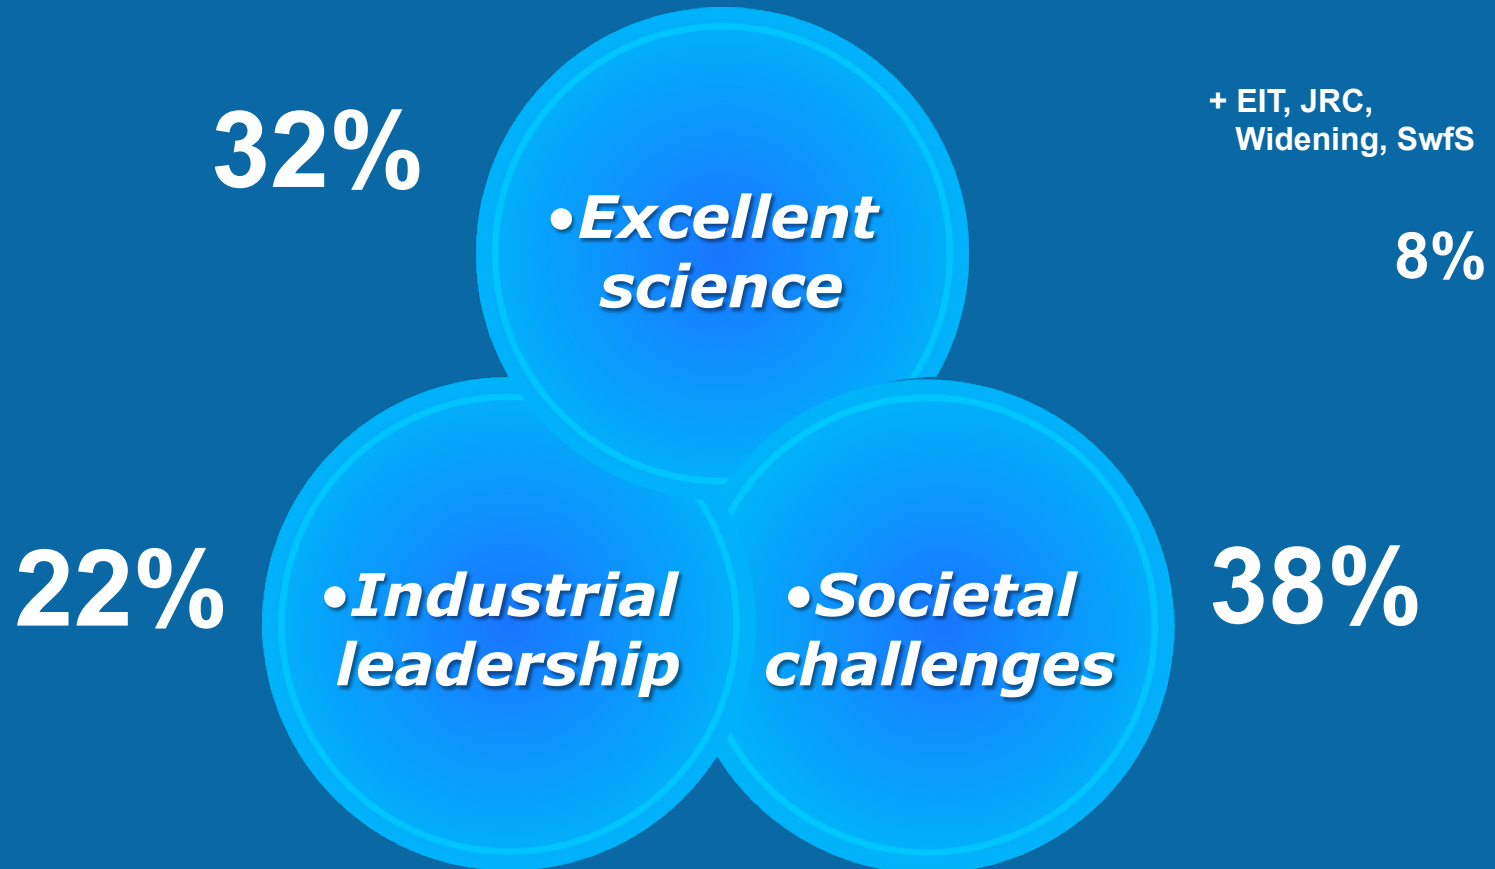 32%
•Excellent
science
+ EIT, JRC,
Widening, SwfS
8%
22%
•Industrial
leadership
•Societal
challenges
38%